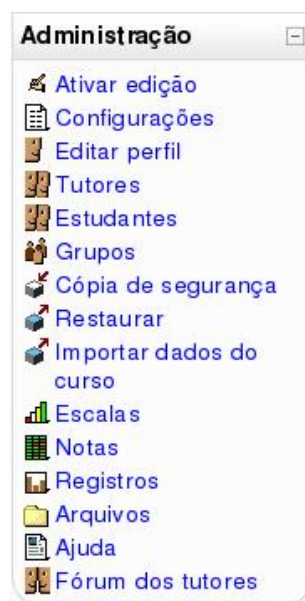 Administração
Ativar edição
Configurações
Editar perfil
Tutores
Estudantes
Grupos
Cópia de segurança
Restaurar
Importar dados do
curso
Escalas
Notas
Registros
Arquivos
Ajuda
Fórum dos tutores